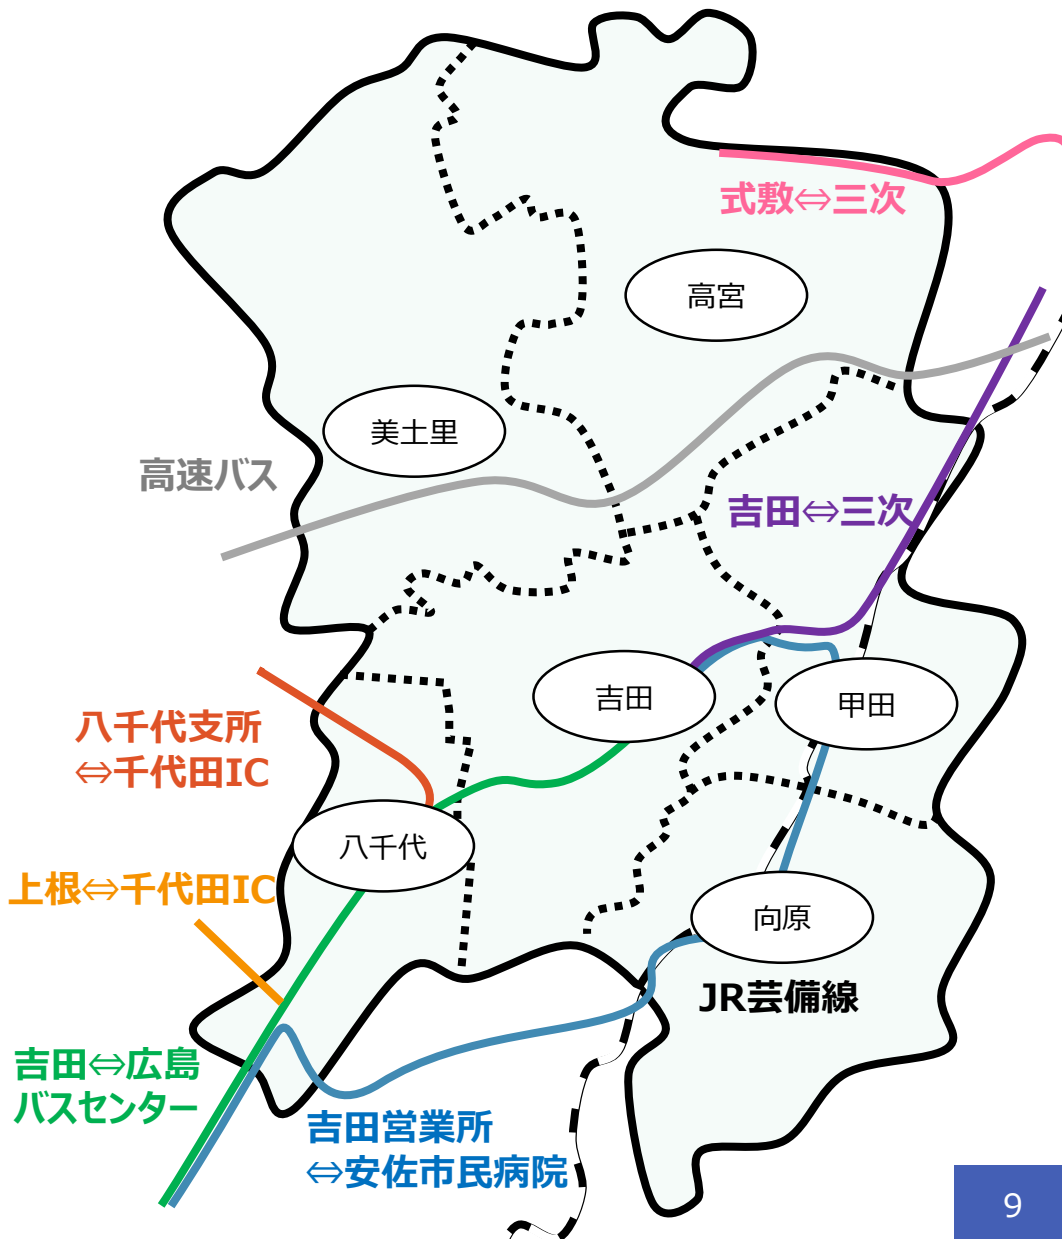 式敷⇔三次
高宮
美土里
高速バス
吉田⇔三次
吉田
甲田
八千代支所
⇔千代田IC
八千代
上根⇔千代田IC
向原
JR芸備線
吉田⇔広島
バスセンター
吉田営業所
⇔安佐市民病院
9